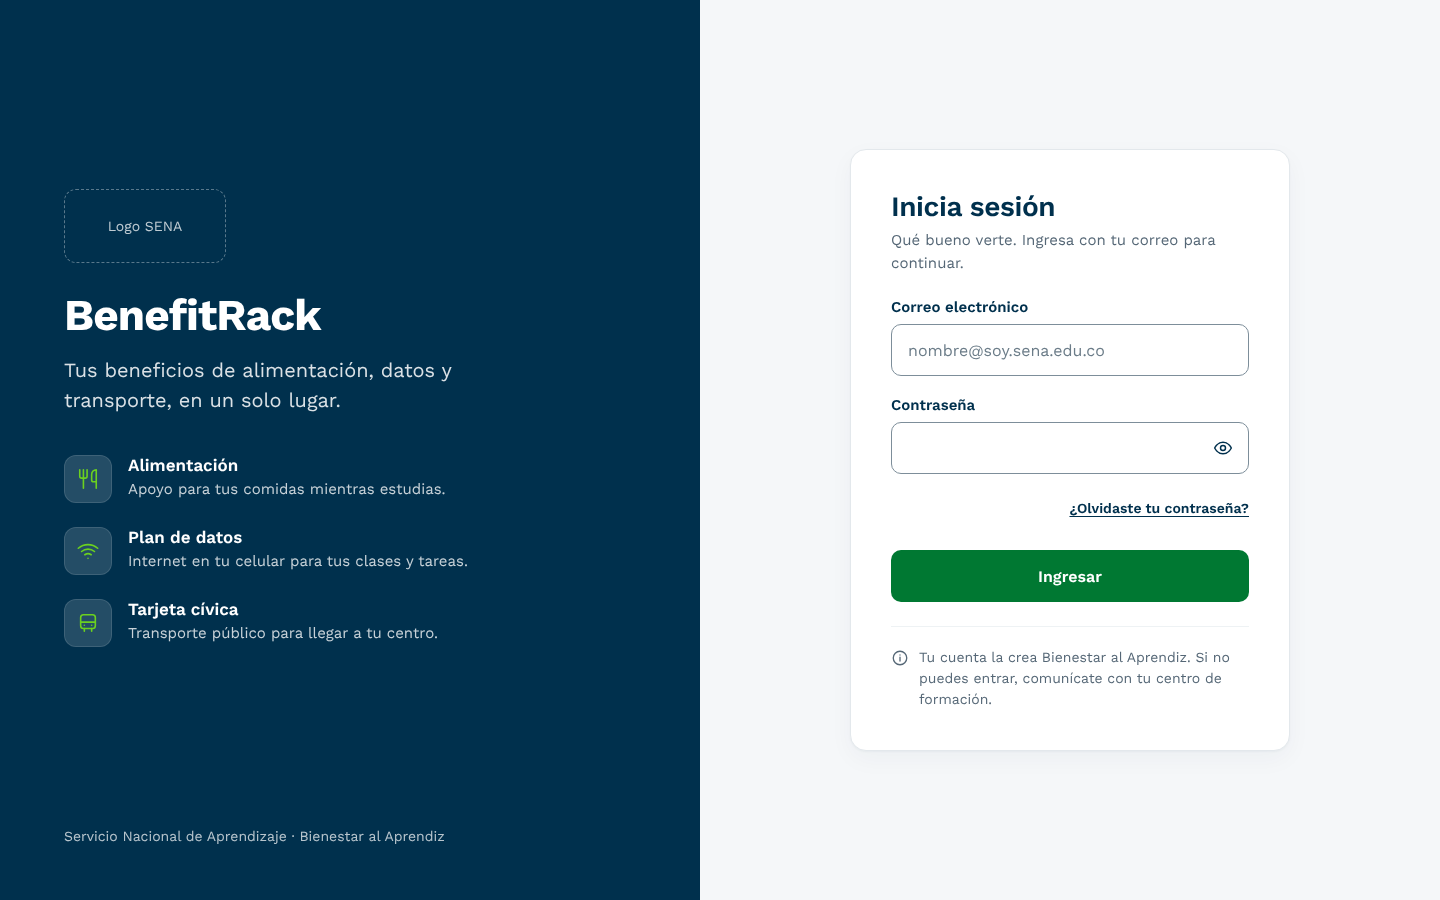 Logo SENA
BenefitRack
Tus beneficios de alimentación, datos y
transporte, en un solo lugar.
Alimentación
Apoyo para tus comidas mientras estudias.
Plan de datos
Internet en tu celular para tus clases y tareas.
Tarjeta cívica
Transporte público para llegar a tu centro.
Servicio Nacional de Aprendizaje · Bienestar al Aprendiz
Inicia sesión
Qué bueno verte. Ingresa con tu correo para
continuar.
Correo electrónico
nombre@soy.sena.edu.co
Contraseña
¿Olvidaste tu contraseña?
Ingresar
Tu cuenta la crea Bienestar al Aprendiz. Si no
puedes entrar, comunícate con tu centro de
formación.